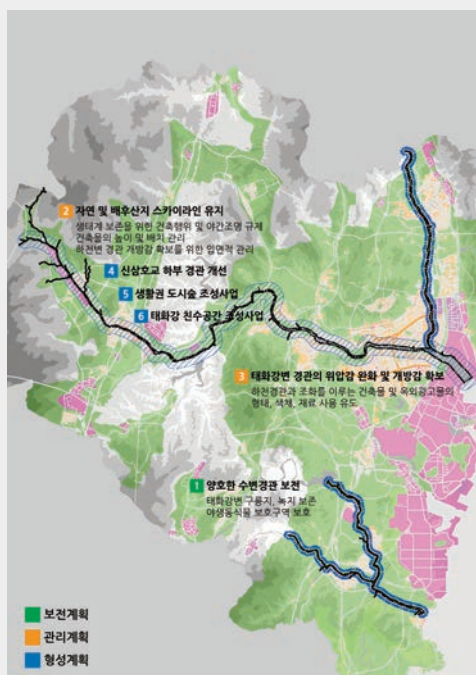 2 자연 및 배후산지 스카이라인 유지
생태계 보존을 위한 건축행위 및 야간조명 규제
건축물의 높이 및 배치 관리
하천변 경관 개방감 확보를 위한 입면적 관리
4 신삼호교 하부 경관 개선
5 생활권 도시숲 조성사업
6 태화강 친수공간 조성사업
3 태화강변 경관의 위압감 완화 및 개방감 확보
하천경관과 조화를 이루는 건축물 및 옥외광고물의
형태, 색채, 재료 사용 유도
1 양호한 수변경관 보전
태화강변 구릉지, 녹지 보존
야생동식물 보호구역 보호
보전계획
관리계획
형성계획